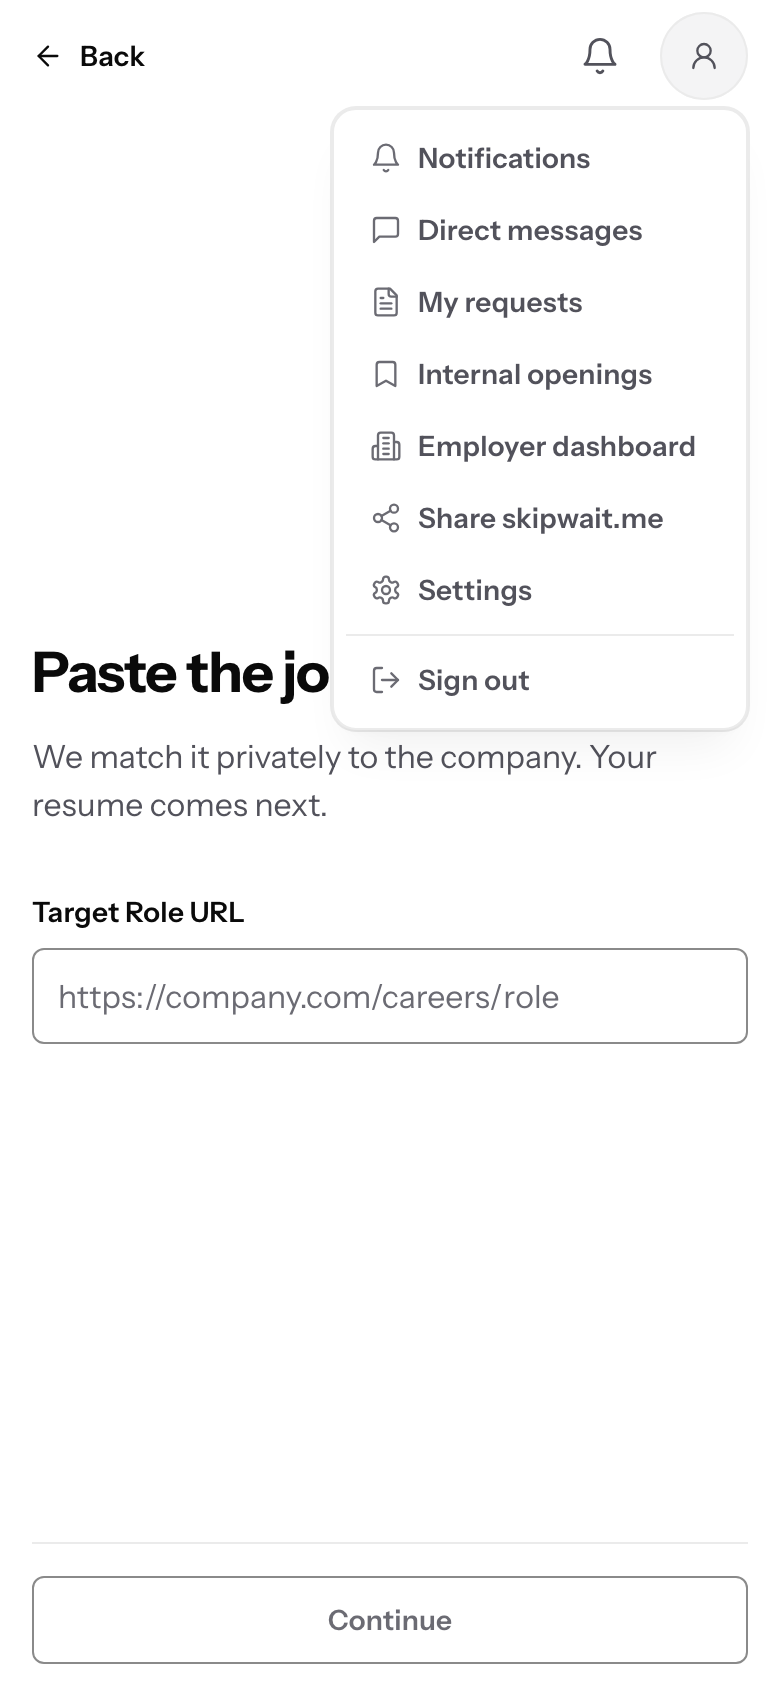 Back
Notifications
Direct messages
My requests
Internal openings
Employer dashboard
Share skipwait.me
Settings
Sign out
Paste the jo
We match it privately to the company. Your
resume comes next.
Target Role URL
https://company.com/careers/role
Continue